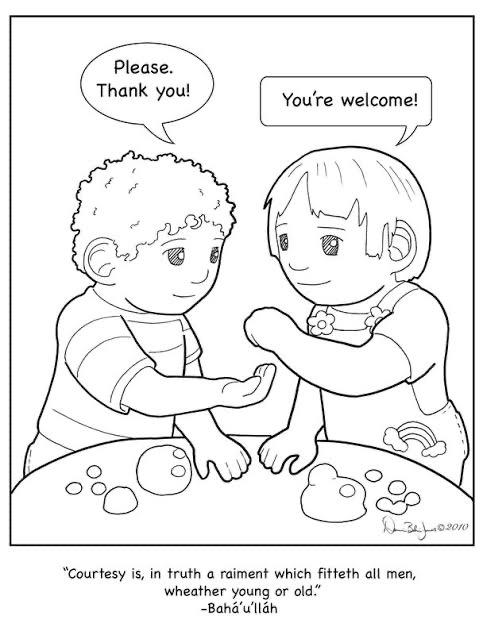 Please.
Thank you!
You're welcome!
©2010
"Courtesy is, in truth a raiment which fitteth all men,
wheather young or old."
-Bahá'u'lláh